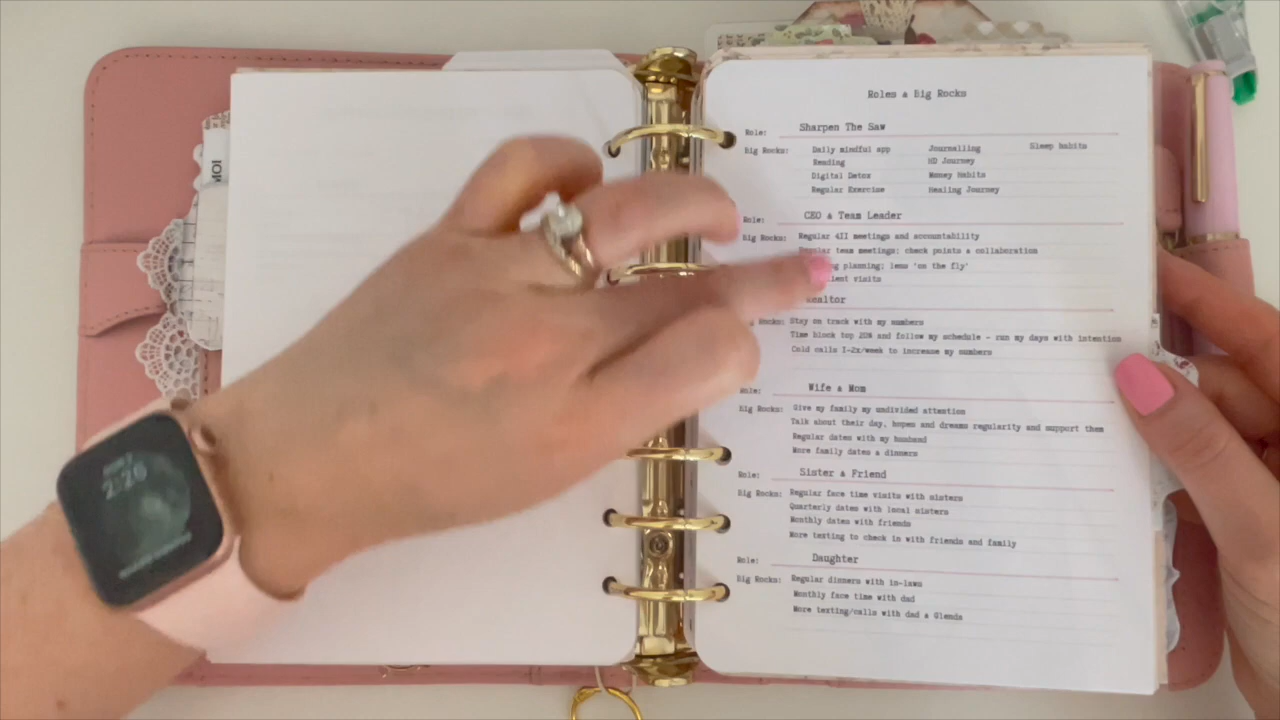 Roles & Big Rocks
Role: Sharpen The Saw
Big Rocks: Daily mindful app Journalling Sleep habits
Reading HD Journey
Digital Detox Money Habits
Regular Exercise Healing Journey
Role: CEO & Team Leader
Big Rocks: Regular 411 meetings and accountability
Regular team meetings; check points & collaboration
planning; less 'on the fly'
visits
Realtor
Rocks: Stay on track with my numbers
Time block top 20% and follow my schedule - run my days with intention
Cold calls 1-2x/week to increase my numbers
Role: Wife & Mom
Big Rocks: Give my family my undivided attention
Talk about their day, hopes and dreams regularity and support them
Regular dates with my husband
More family dates & dinners
Role: Sister & Friend
Big Rocks: Regular face time visits with sisters
Quarterly dates with local sisters
Monthly dates with friends
More texting to check in with friends and family
Role: Daughter
Big Rocks: Regular dinners with in-laws
Monthly face time with dad
More texting/calls with dad & Glenda
MOI
2:26